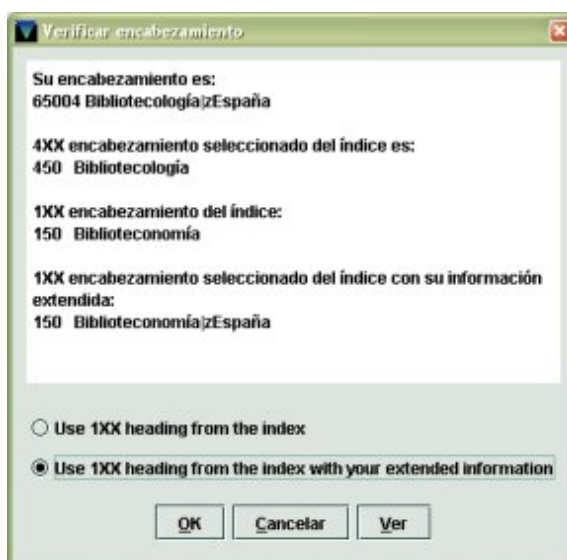 Verificar encabezamiento
Su encabezamiento es:
65004 Bibliotecología|zEspaña
4XX encabezamiento seleccionado del índice es:
450 Bibliotecología
1XX encabezamiento del índice:
150 Biblioteconomía
1XX encabezamiento seleccionado del índice con su información
extendida:
150 Biblioteconomía|zEspaña
Use 1XX heading from the index
Use 1XX heading from the index with your extended information
OK Cancelar Ver